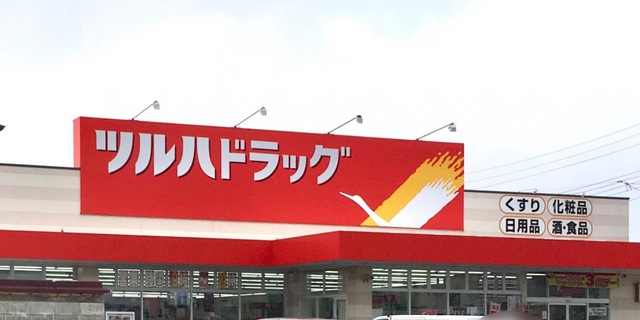 ツルハドラッグ
くすり 化粧品
日用品 酒・食品